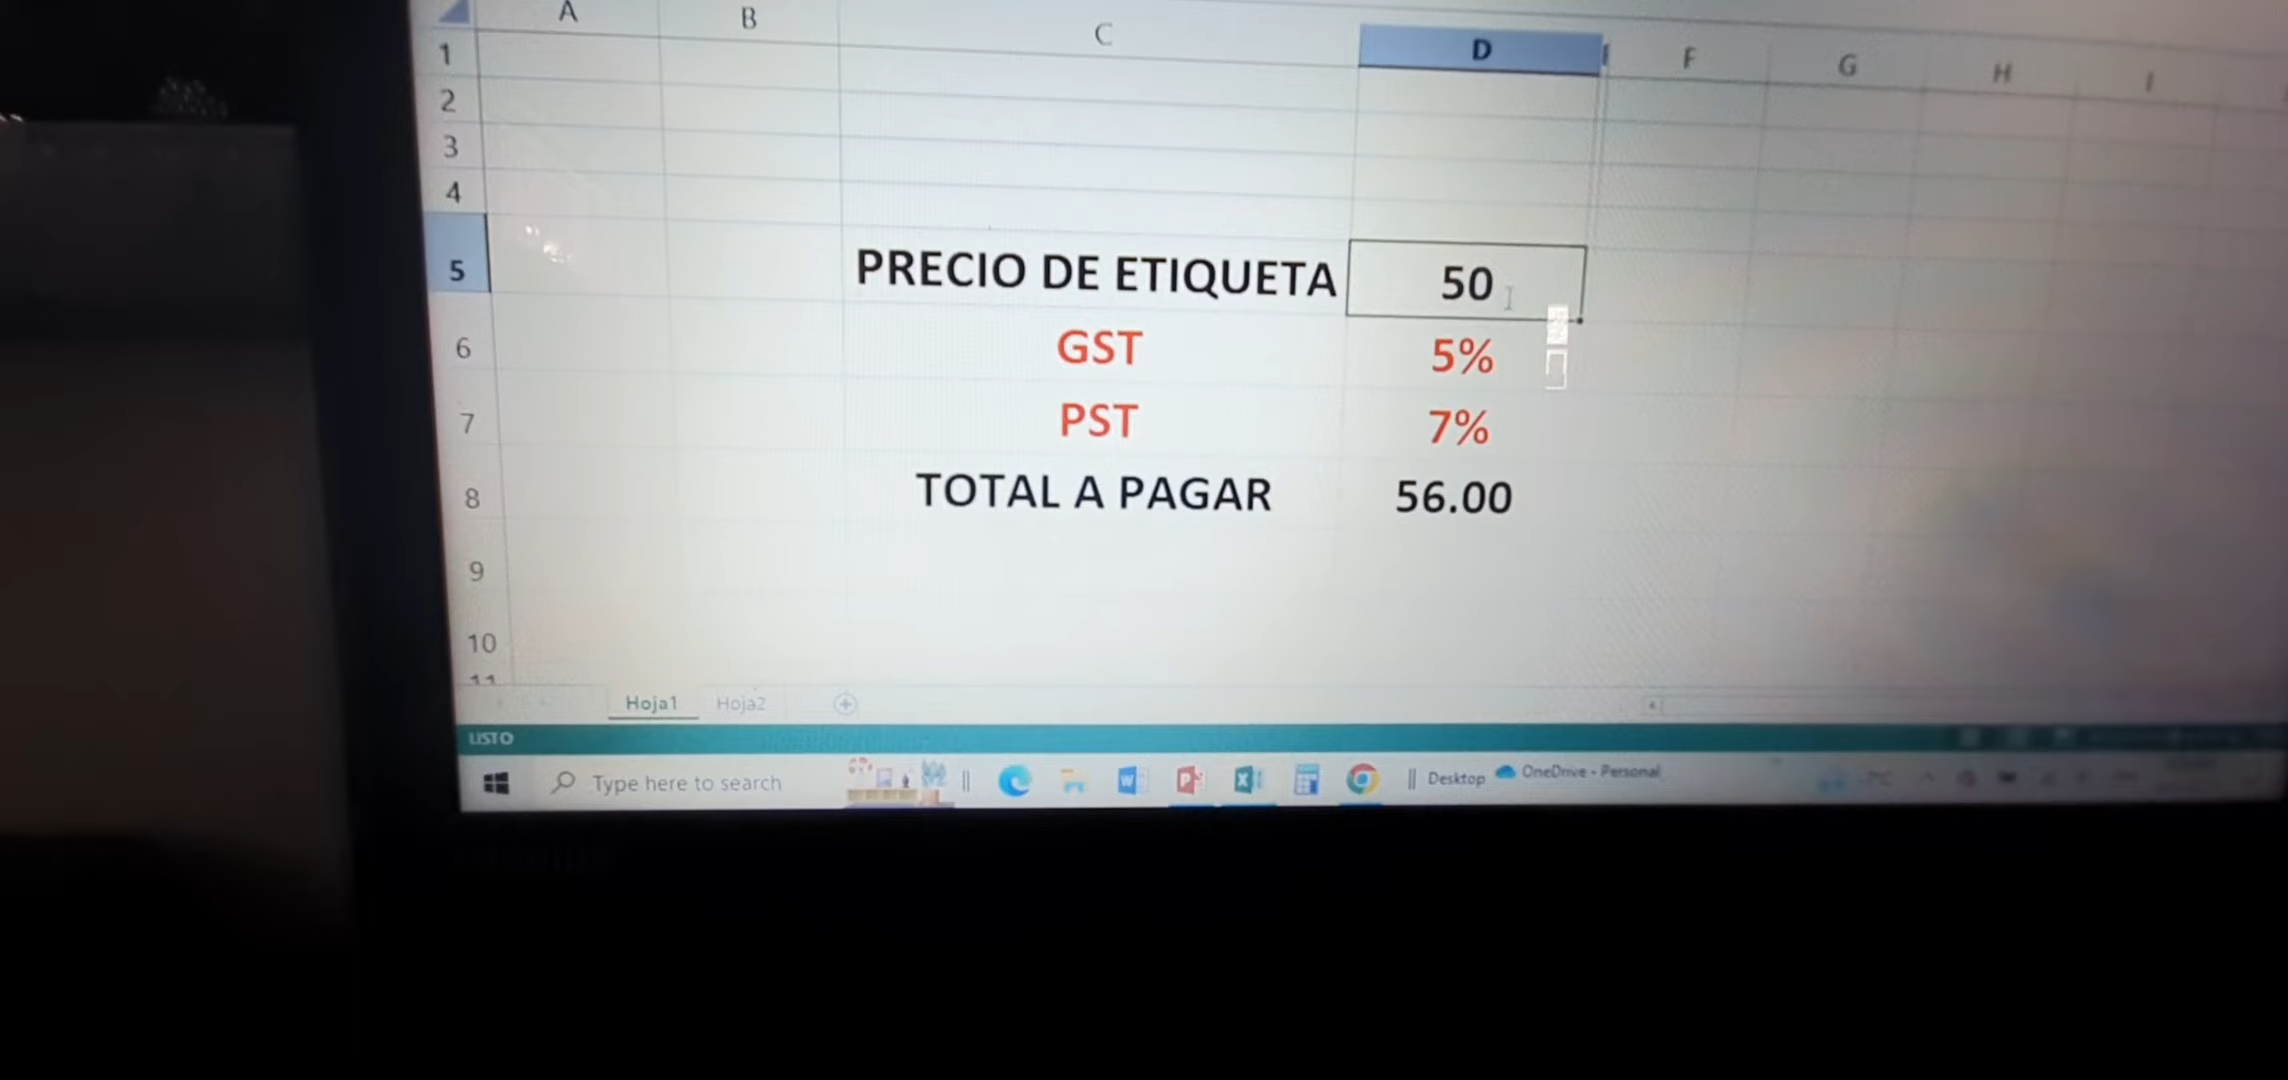 A B C D F G H I
1
2
3
4
5 PRECIO DE ETIQUETA 50
6 GST 5%
7 PST 7%
8 TOTAL A PAGAR 56.00
9
10
11
Hoja1 Hoja2
LISTO
Type here to search Desktop OneDrive - Personal